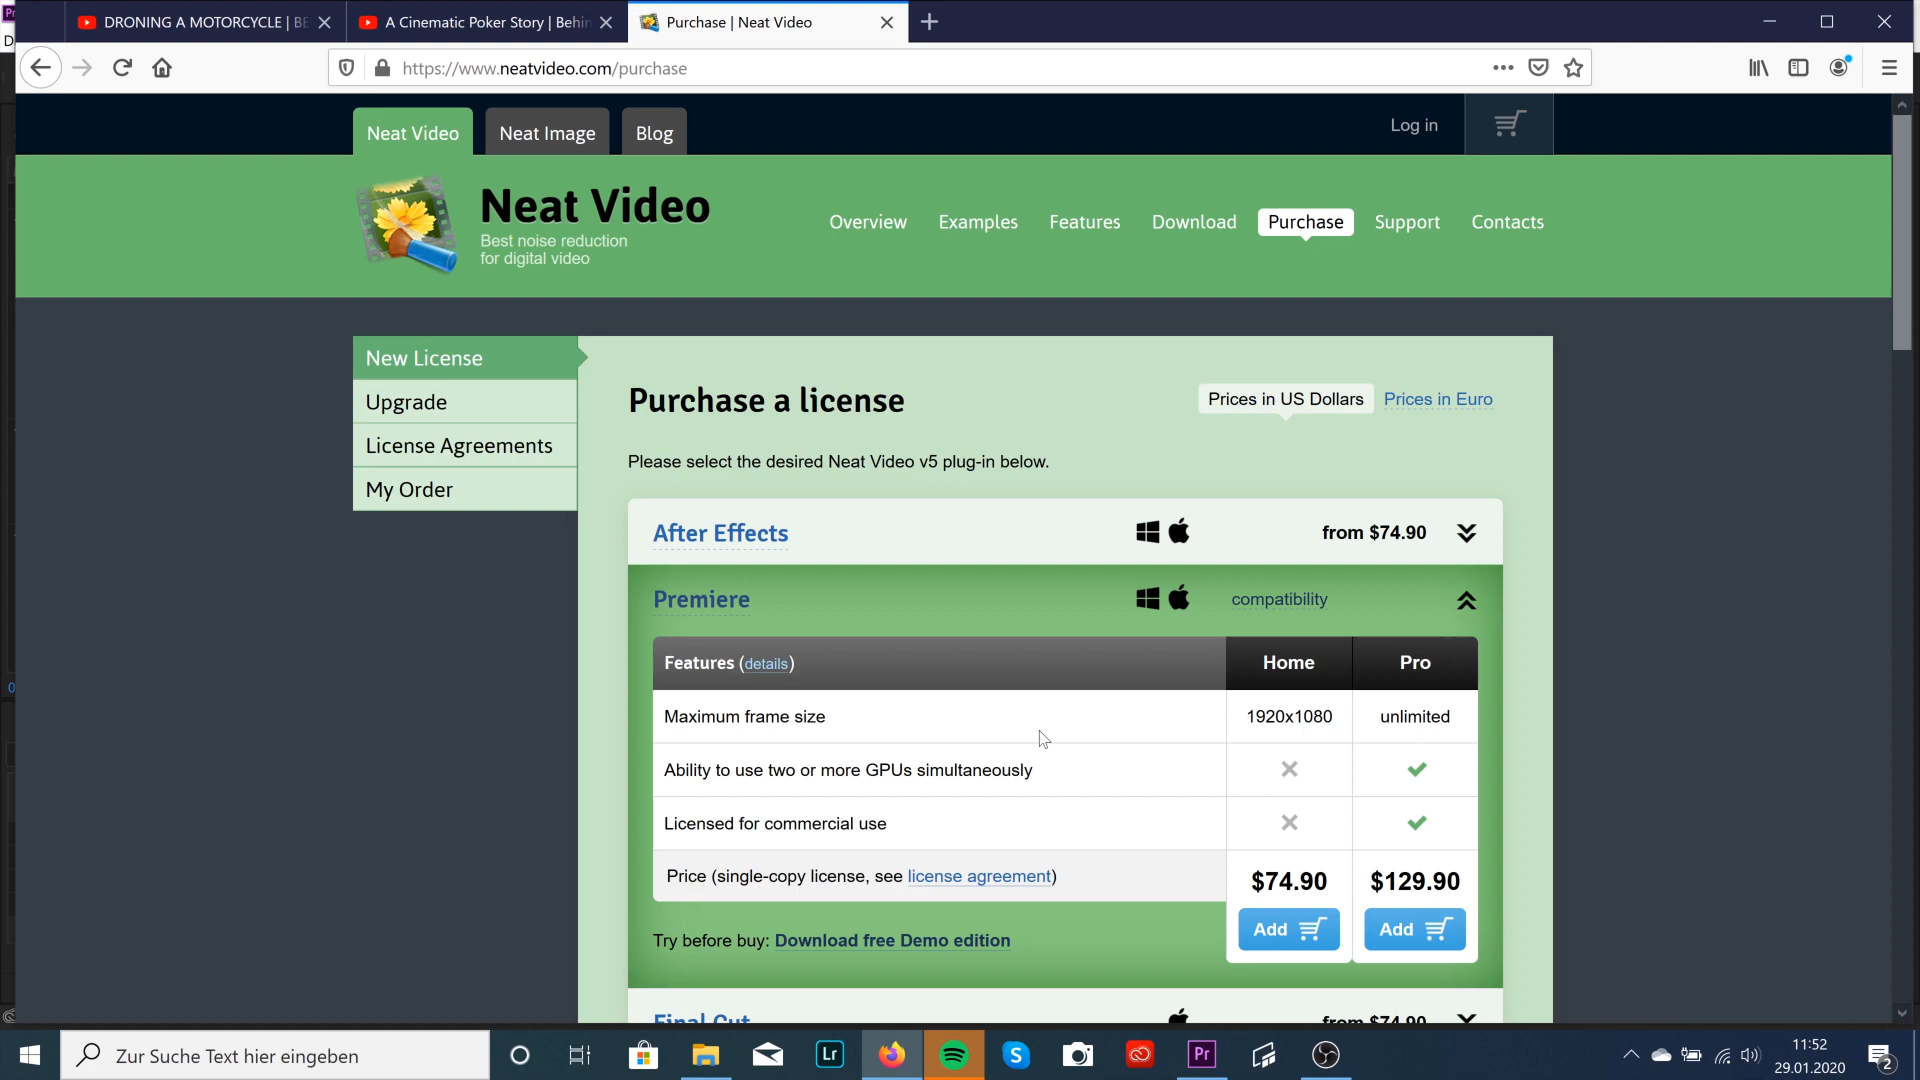 DRONING A MOTORCYCLE | BE
A Cinematic Poker Story | Behin
Purchase | Neat Video
https://www.neatvideo.com/purchase
Neat Video
Neat Image
Blog
Log in
Neat Video
Best noise reduction
for digital video
Overview
Examples
Features
Download
Purchase
Support
Contacts
New License
Upgrade
License Agreements
My Order
Purchase a license
Prices in US Dollars
Prices in Euro
Please select the desired Neat Video v5 plug-in below.
After Effects
from $74.90
Premiere
compatibility
Features (details)
Home
Pro
Maximum frame size
1920x1080
unlimited
Ability to use two or more GPUs simultaneously
Licensed for commercial use
Price (single-copy license, see license agreement)
$74.90
$129.90
Add
Add
Try before buy: Download free Demo edition
Final Cut
from $74.90
Zur Suche Text hier eingeben
Lr
Pr
11:52
29.01.2020
2